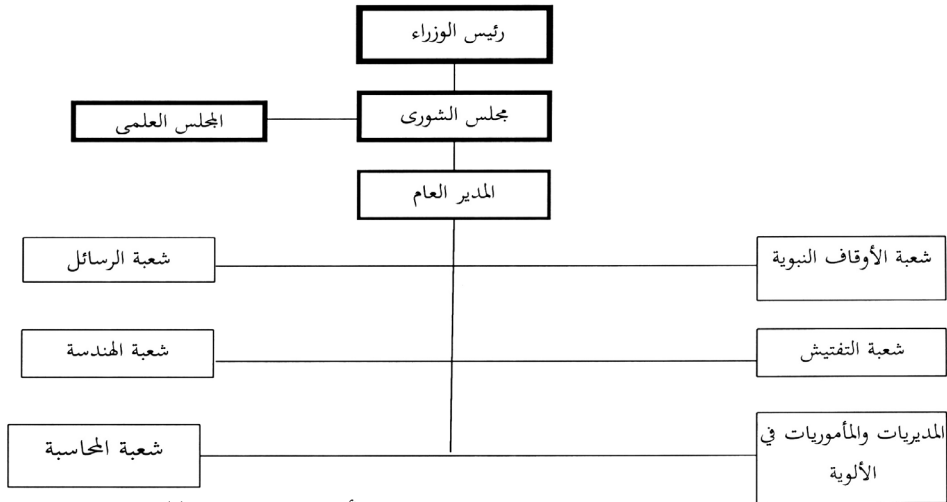 رئيس الوزراء
مجلس الشورى
المجلس العلمى
المدير العام
شعبة الأوقاف النبوية
شعبة الرسائل
شعبة التفتيش
شعبة الهندسة
المديريات والمأموريات في
الألوية
شعبة المحاسبة